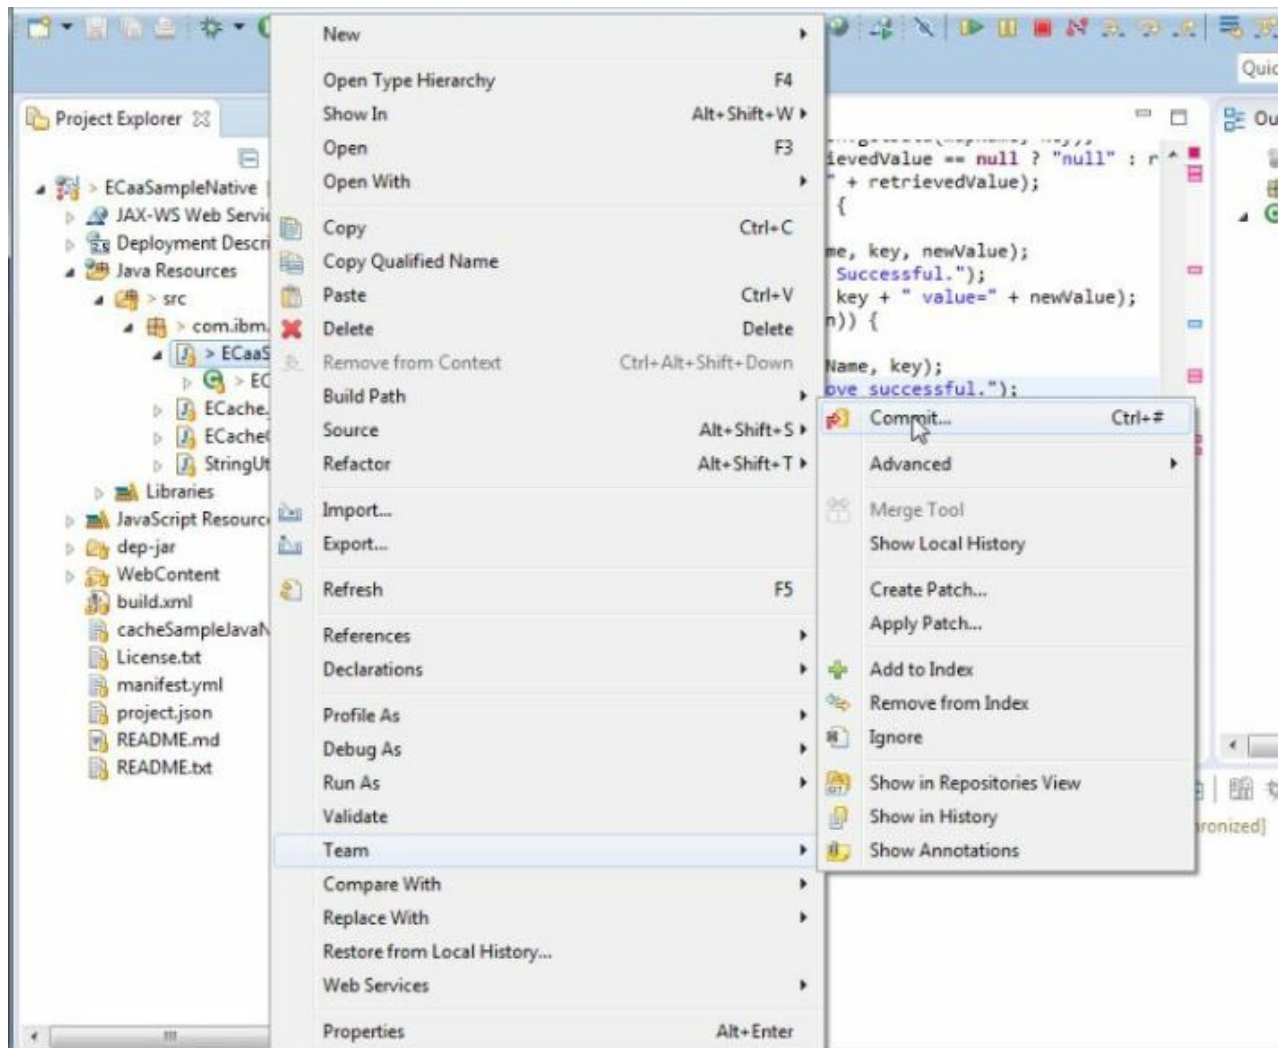 New
Open Type Hierarchy F4
Show In Alt+Shift+W
Open F3
Open With
Copy Ctrl+C
Copy Qualified Name
Paste Ctrl+V
Delete Delete
Remove from Context Ctrl+Alt+Shift+Down
Build Path
Source Alt+Shift+S
Refactor Alt+Shift+T
Import...
Export...
Refresh F5
References
Declarations
Profile As
Debug As
Run As
Validate
Team
Compare With
Replace With
Restore from Local History...
Web Services
Properties Alt+Enter
Project Explorer
> ECaaSampleNative
JAX-WS Web Servic
Deployment Descri
Java Resources
> src
> com.ibm.
> ECaaS
> EC
ECache.
ECache
StringUt
Libraries
JavaScript Resourc
dep-jar
WebContent
build.xml
cacheSampleJavaN
License.txt
manifest.yml
project.json
README.md
README.txt
ievedValue == null ? "null" : r
" + retrievedValue);
{
me, key, newValue);
Successful.");
key + " value=" + newValue);
n)) {
Name, key);
ove successful.");
Commit... Ctrl+#
Advanced
Merge Tool
Show Local History
Create Patch...
Apply Patch...
Add to Index
Remove from Index
Ignore
Show in Repositories View
Show in History
Show Annotations
Quic
Ou
ronized]